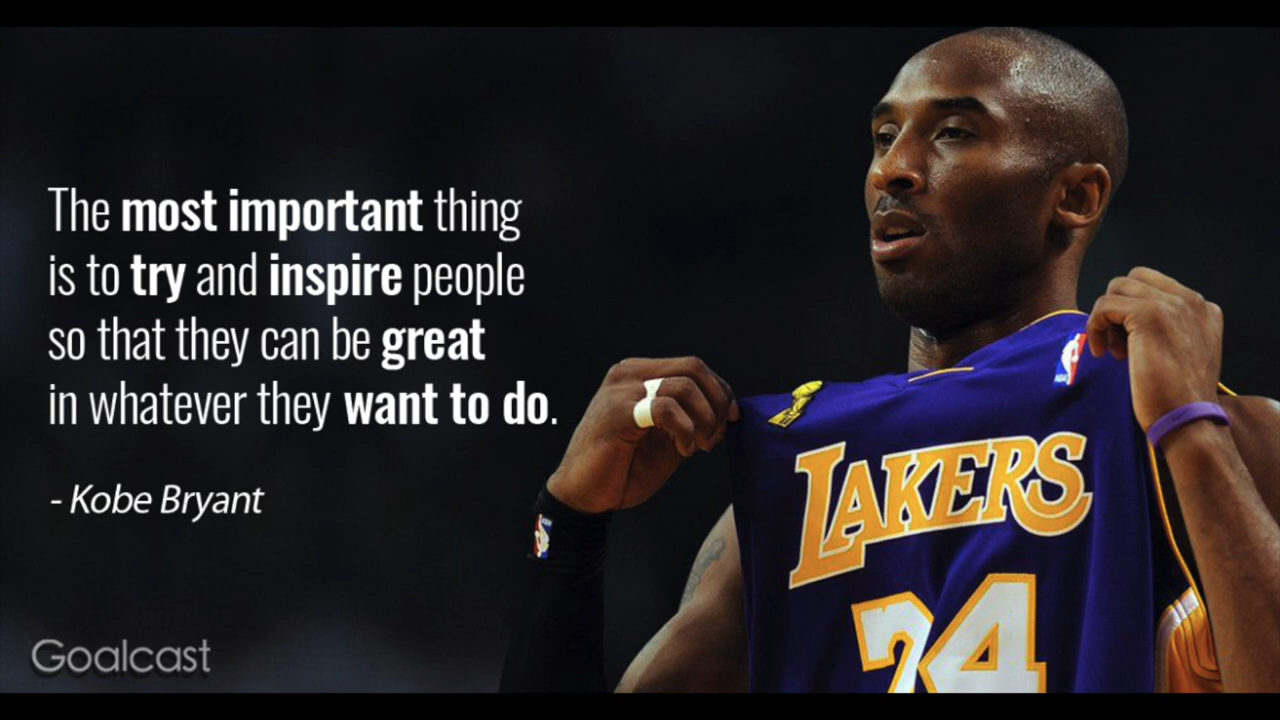 The most important thing
is to try and inspire people
so that they can be great
in whatever they want to do.
- Kobe Bryant
LAKERS
24
Goalcast